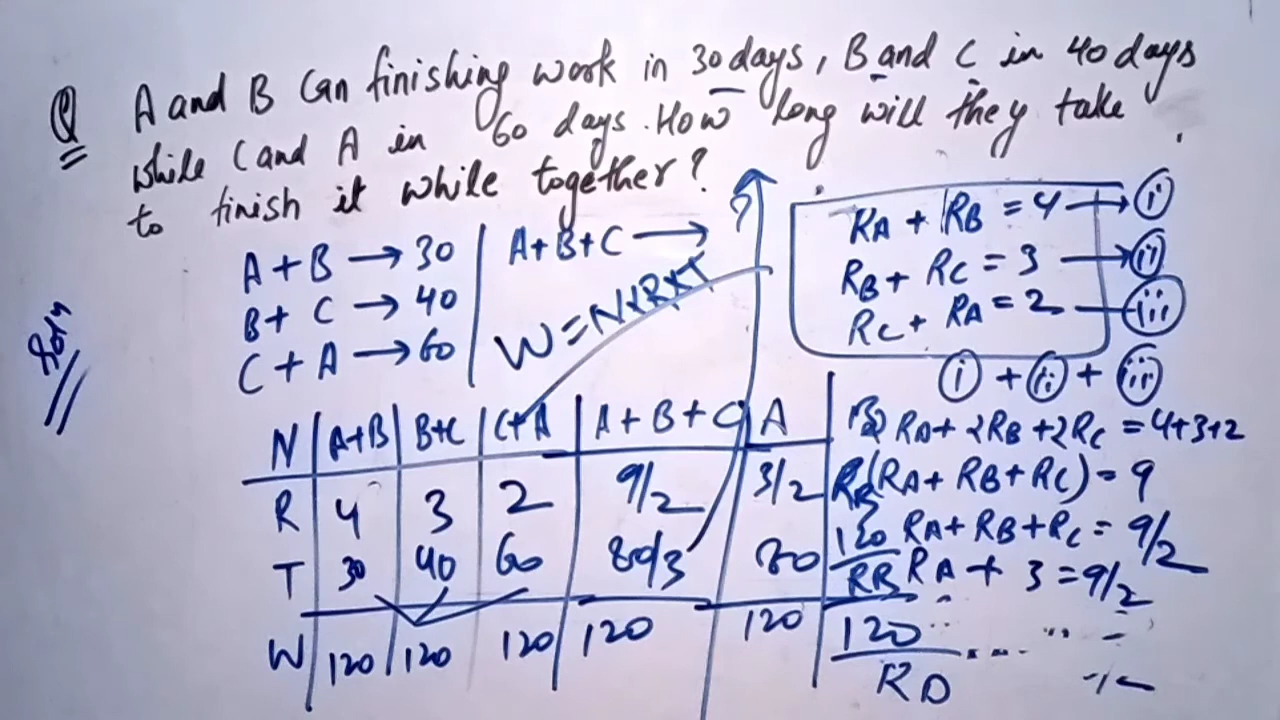 Q A and B Can finishing work in 30 days, B and C in 40 days
while C and A in 60 days. How long will they take
to finish it while together?
Sol
A + B → 30
B + C → 40
C + A → 60
A + B + C → ?
W = N x R x T
RA + RB = 4 → (i)
RB + RC = 3 → (ii)
RC + RA = 2 → (iii)
(i) + (ii) + (iii)
N | A+B | B+C | C+A | A + B + C | A
R | 4 | 3 | 2 | 9/2 | 3/2
T | 30 | 40 | 60 | 80/3 | 80
W | 120 | 120 | 120 | 120 | 120
2 RA + 2RB + 2RC = 4+3+2
(RA + RB + RC) = 9
RA + RB + RC = 9/2
RA + 3 = 9/2
120
RB
120